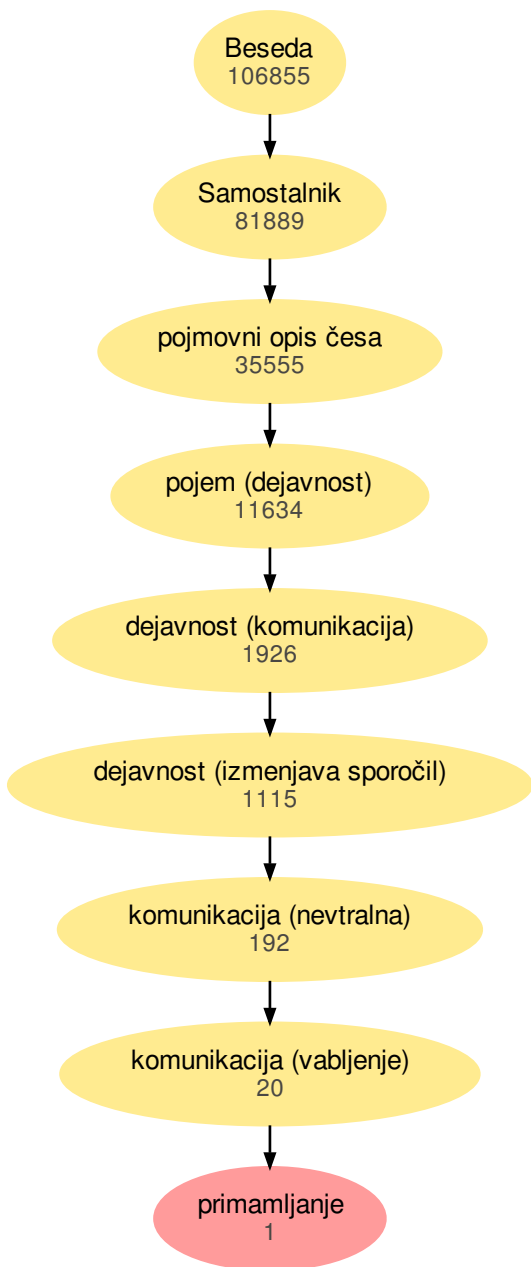 Beseda
106855
Samostalnik
81889
pojmovni opis česa
35555
pojem (dejavnost)
11634
dejavnost (komunikacija)
1926
dejavnost (izmenjava sporočil)
1115
komunikacija (nevtralna)
192
komunikacija (vabljenje)
20
primamljanje
1